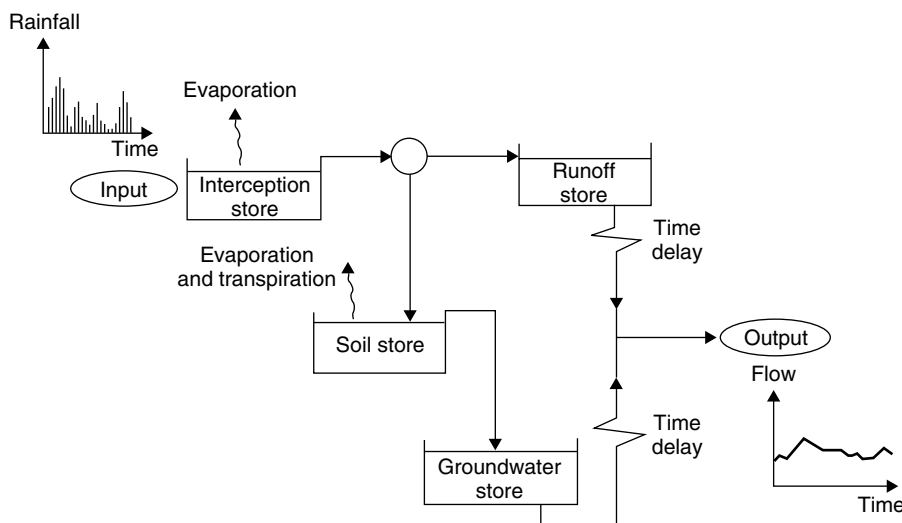 Rainfall
Time
Input
Evaporation
Interception
store
Runoff
store
Time
delay
Evaporation
and transpiration
Soil store
Output
Flow
Time
Time
delay
Groundwater
store